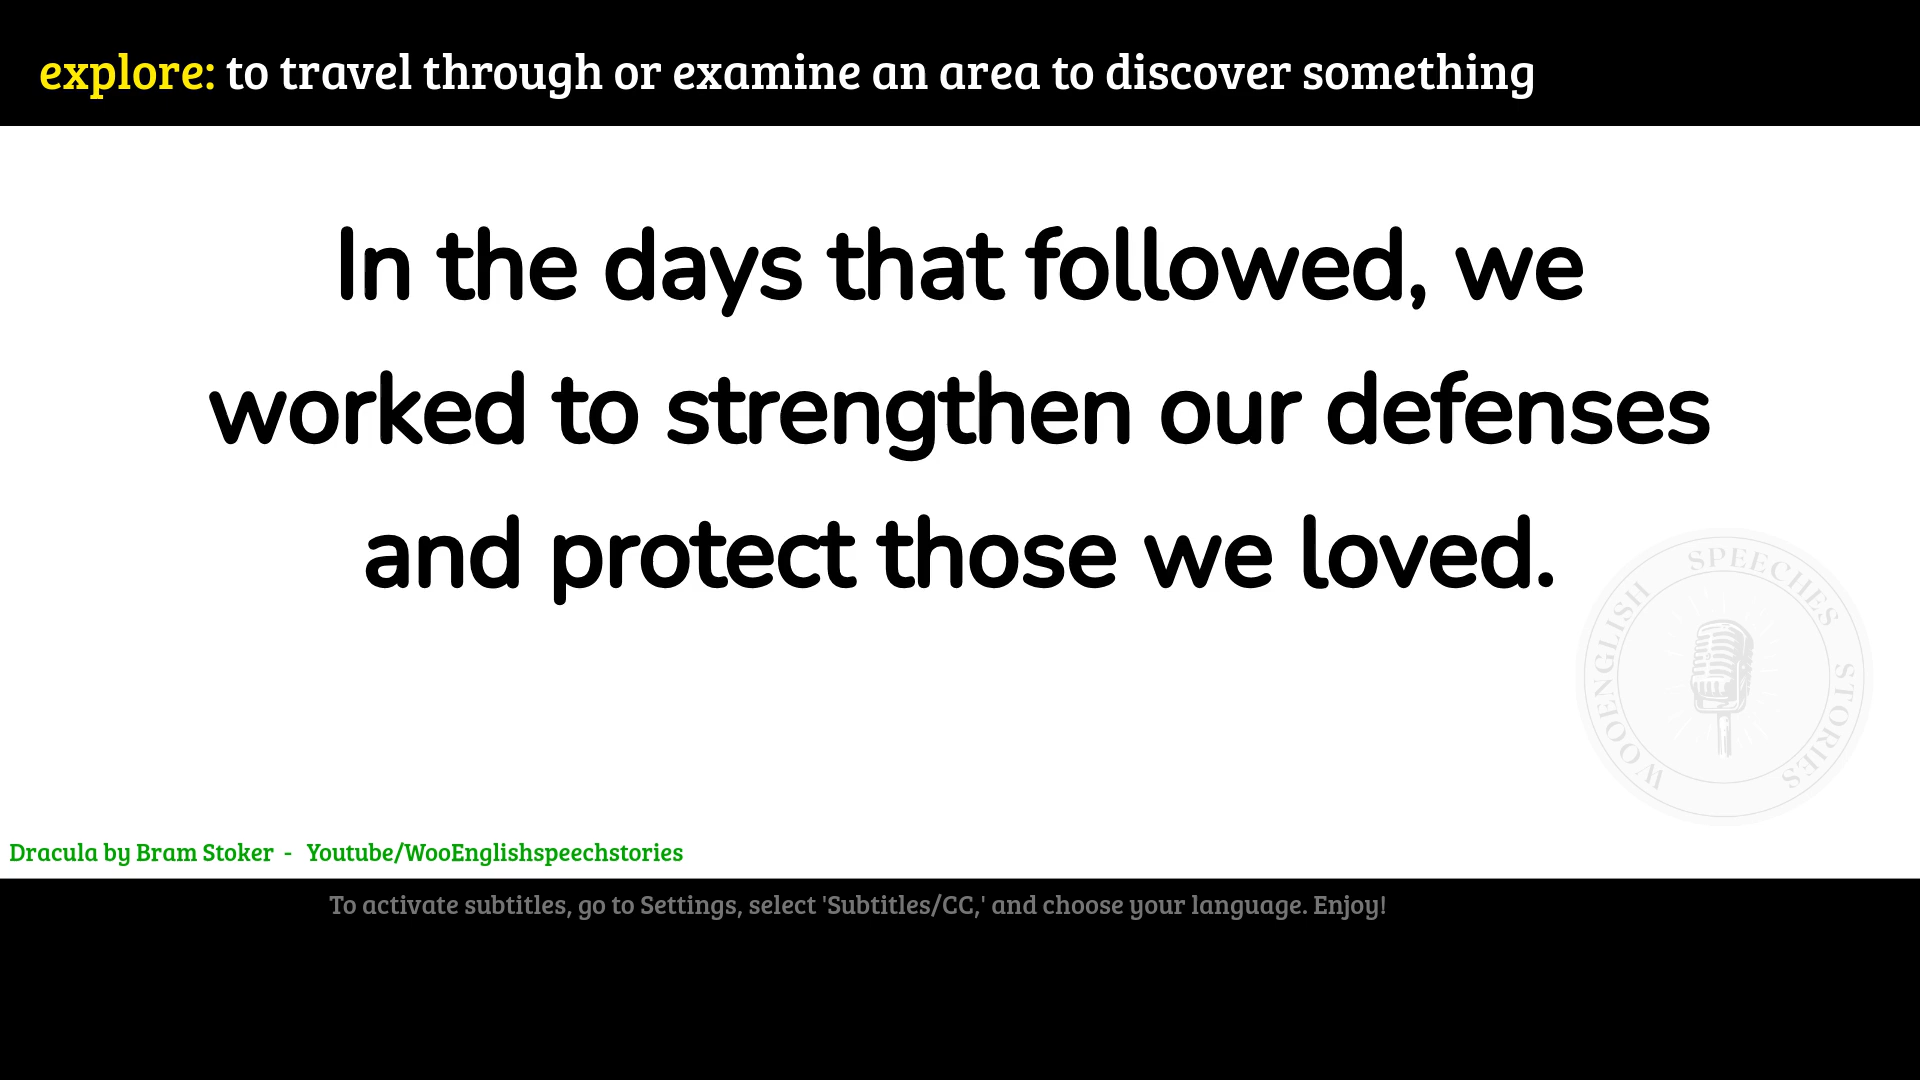 explore: to travel through or examine an area to discover something
In the days that followed, we
worked to strengthen our defenses
and protect those we loved.
WOOENGLISH SPEECHES STORIES
Dracula by Bram Stoker - Youtube/WooEnglishspeechstories
To activate subtitles, go to Settings, select 'Subtitles/CC,' and choose your language. Enjoy!